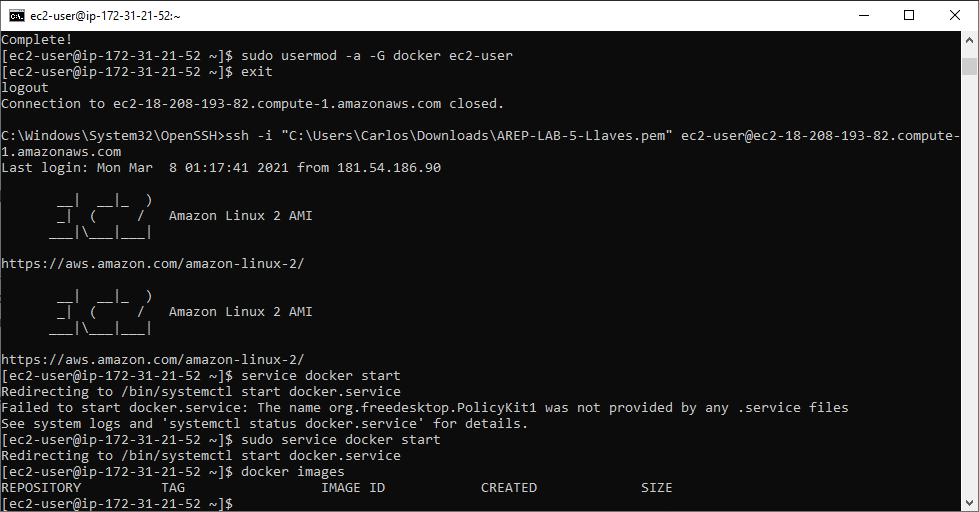 ec2-user@ip-172-31-21-52:~
Complete!
[ec2-user@ip-172-31-21-52 ~]$ sudo usermod -a -G docker ec2-user
[ec2-user@ip-172-31-21-52 ~]$ exit
logout
Connection to ec2-18-208-193-82.compute-1.amazonaws.com closed.

C:\Windows\System32\OpenSSH>ssh -i "C:\Users\Carlos\Downloads\AREP-LAB-5-Llaves.pem" ec2-user@ec2-18-208-193-82.compute-
1.amazonaws.com
Last login: Mon Mar  8 01:17:41 2021 from 181.54.186.90

       __|  __|_  )
       _|  (     /   Amazon Linux 2 AMI
      ___|\___|___|

https://aws.amazon.com/amazon-linux-2/

       __|  __|_  )
       _|  (     /   Amazon Linux 2 AMI
      ___|\___|___|

https://aws.amazon.com/amazon-linux-2/
[ec2-user@ip-172-31-21-52 ~]$ service docker start
Redirecting to /bin/systemctl start docker.service
Failed to start docker.service: The name org.freedesktop.PolicyKit1 was not provided by any .service files
See system logs and 'systemctl status docker.service' for details.
[ec2-user@ip-172-31-21-52 ~]$ sudo service docker start
Redirecting to /bin/systemctl start docker.service
[ec2-user@ip-172-31-21-52 ~]$ docker images
REPOSITORY          TAG                 IMAGE ID            CREATED             SIZE
[ec2-user@ip-172-31-21-52 ~]$